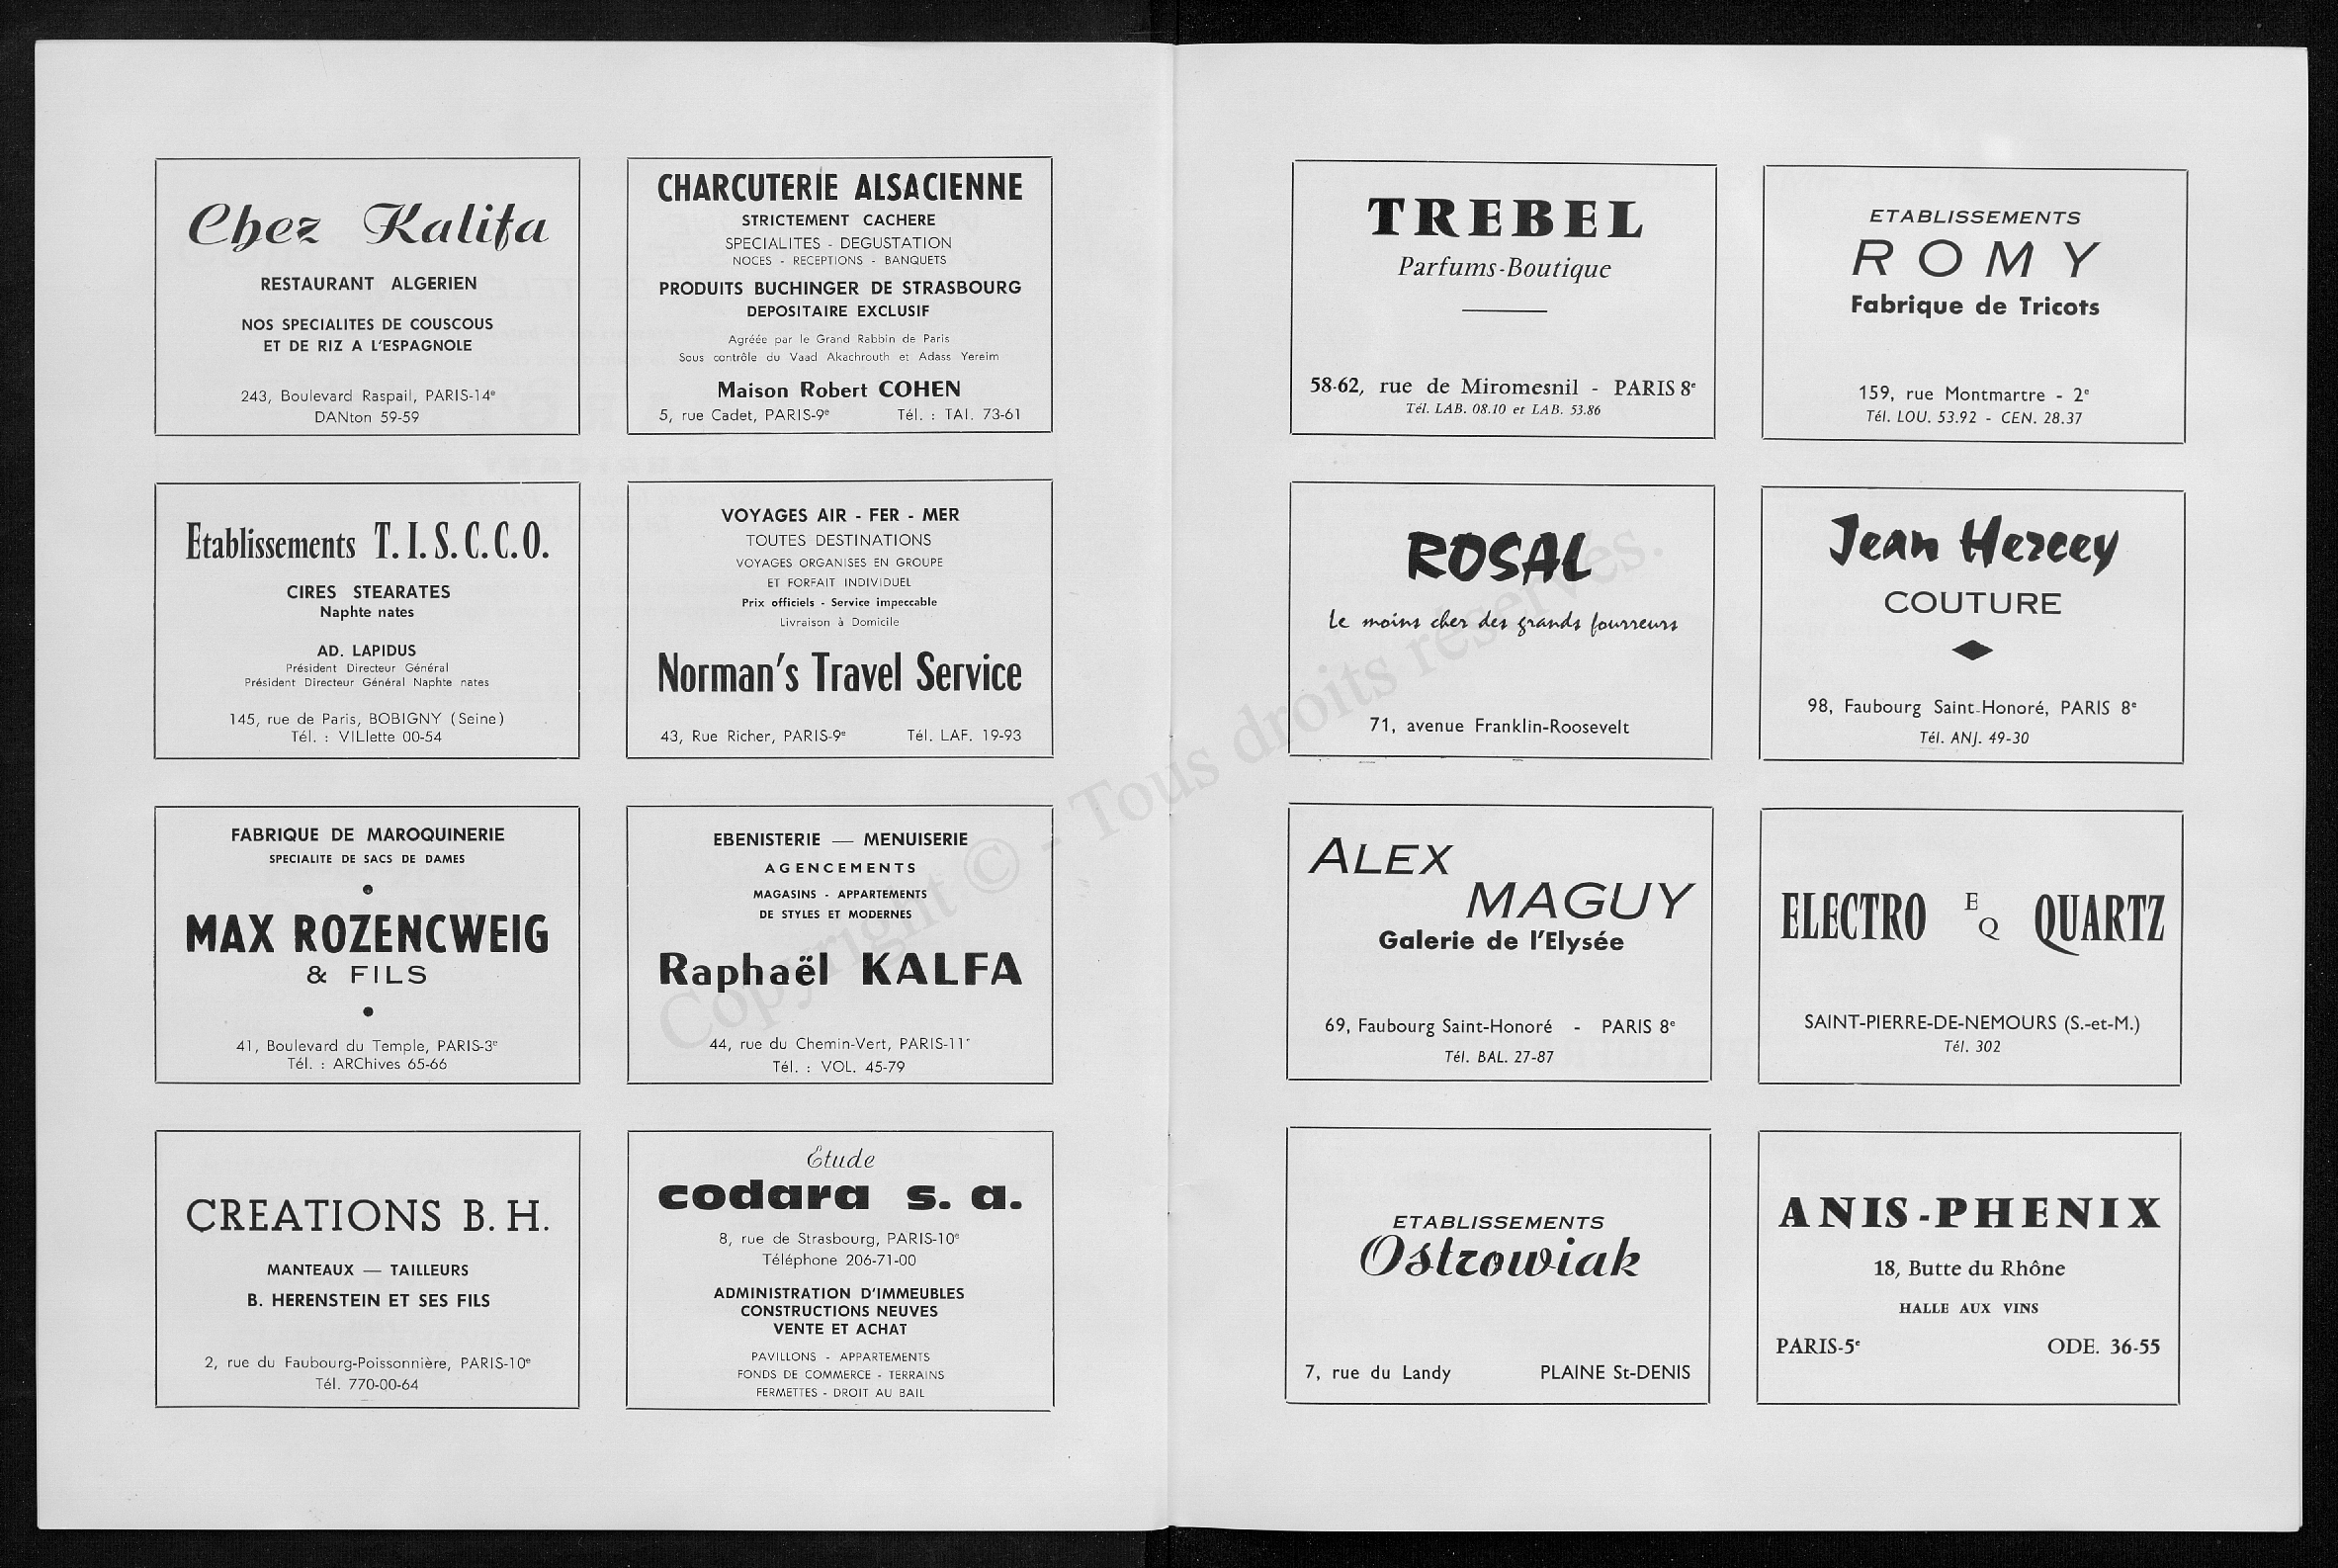 Chez Kalifa
RESTAURANT ALGERIEN
NOS SPECIALITES DE COUSCOUS
ET DE RIZ A L'ESPAGNOLE
243, Boulevard Raspail, PARIS-14e
DANton 59-59
CHARCUTERIE ALSACIENNE
STRICTEMENT CACHERE
SPECIALITES - DEGUSTATION
NOCES - RECEPTIONS - BANQUETS
PRODUITS BUCHINGER DE STRASBOURG
DEPOSITAIRE EXCLUSIF
Agréée par le Grand Rabbin de Paris
Sous contrôle du Vaad Akachrouth et Adass Yereim
Maison Robert COHEN
5, rue Cadet, PARIS-9e Tél. : TAI. 73-61
Etablissements T. I. S. C. C. O.
CIRES STEARATES
Naphte nates
AD. LAPIDUS
Président Directeur Général
Président Directeur Général Naphte nates
145, rue de Paris, BOBIGNY (Seine)
Tél. : VILlette 00-54
VOYAGES AIR - FER - MER
TOUTES DESTINATIONS
VOYAGES ORGANISES EN GROUPE
ET FORFAIT INDIVIDUEL
Prix officiels - Service impeccable
Livraison à Domicile
Norman's Travel Service
43, Rue Richer, PARIS-9e Tél. LAF. 19-93
FABRIQUE DE MAROQUINERIE
SPECIALITE DE SACS DE DAMES
MAX ROZENCWEIG
& FILS
41, Boulevard du Temple, PARIS-3e
Tél. : ARChives 65-66
EBENISTERIE — MENUISERIE
AGENCEMENTS
MAGASINS - APPARTEMENTS
DE STYLES ET MODERNES
Raphaël KALFA
44, rue du Chemin-Vert, PARIS-11e
Tél. : VOL. 45-79
CREATIONS B. H.
MANTEAUX — TAILLEURS
B. HERENSTEIN ET SES FILS
2, rue du Faubourg-Poissonnière, PARIS-10e
Tél. 770-00-64
Étude
codara s. a.
8, rue de Strasbourg, PARIS-10e
Téléphone 206-71-00
ADMINISTRATION D'IMMEUBLES
CONSTRUCTIONS NEUVES
VENTE ET ACHAT
PAVILLONS - APPARTEMENTS
FONDS DE COMMERCE - TERRAINS
FERMETTES - DROIT AU BAIL
TREBEL
Parfums-Boutique
58-62, rue de Miromesnil - PARIS 8e
Tél. LAB. 08.10 et LAB. 53.86
ETABLISSEMENTS
ROMY
Fabrique de Tricots
159, rue Montmartre - 2e
Tél. LOU. 53.92 - CEN. 28.37
ROSAL
Le moins cher des grands fourreurs
71, avenue Franklin-Roosevelt
Jean Hercey
COUTURE
98, Faubourg Saint-Honoré, PARIS 8e
Tél. ANJ. 49-30
ALEX
MAGUY
Galerie de l'Elysée
69, Faubourg Saint-Honoré - PARIS 8e
Tél. BAL. 27-87
ELECTRO EQ QUARTZ
SAINT-PIERRE-DE-NEMOURS (S.-et-M.)
Tél. 302
ETABLISSEMENTS
Ostrowiak
7, rue du Landy PLAINE St-DENIS
ANIS-PHENIX
18, Butte du Rhône
HALLE AUX VINS
PARIS-5e ODE. 36-55
Copyright © - Tous droits réservés.